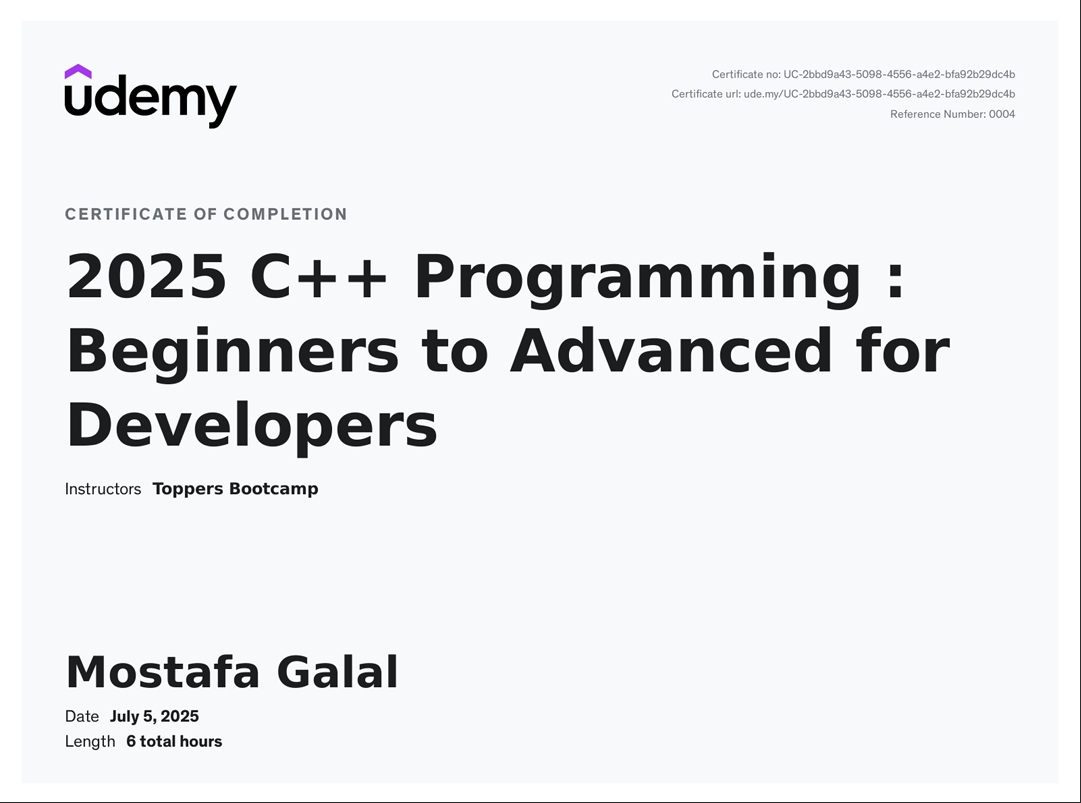 udemy
Certificate no: UC-2bbd9a43-5098-4556-a4e2-bfa92b29dc4b
Certificate url: ude.my/UC-2bbd9a43-5098-4556-a4e2-bfa92b29dc4b
Reference Number: 0004
CERTIFICATE OF COMPLETION
2025 C++ Programming :
Beginners to Advanced for
Developers
Instructors Toppers Bootcamp
Mostafa Galal
Date July 5, 2025
Length 6 total hours